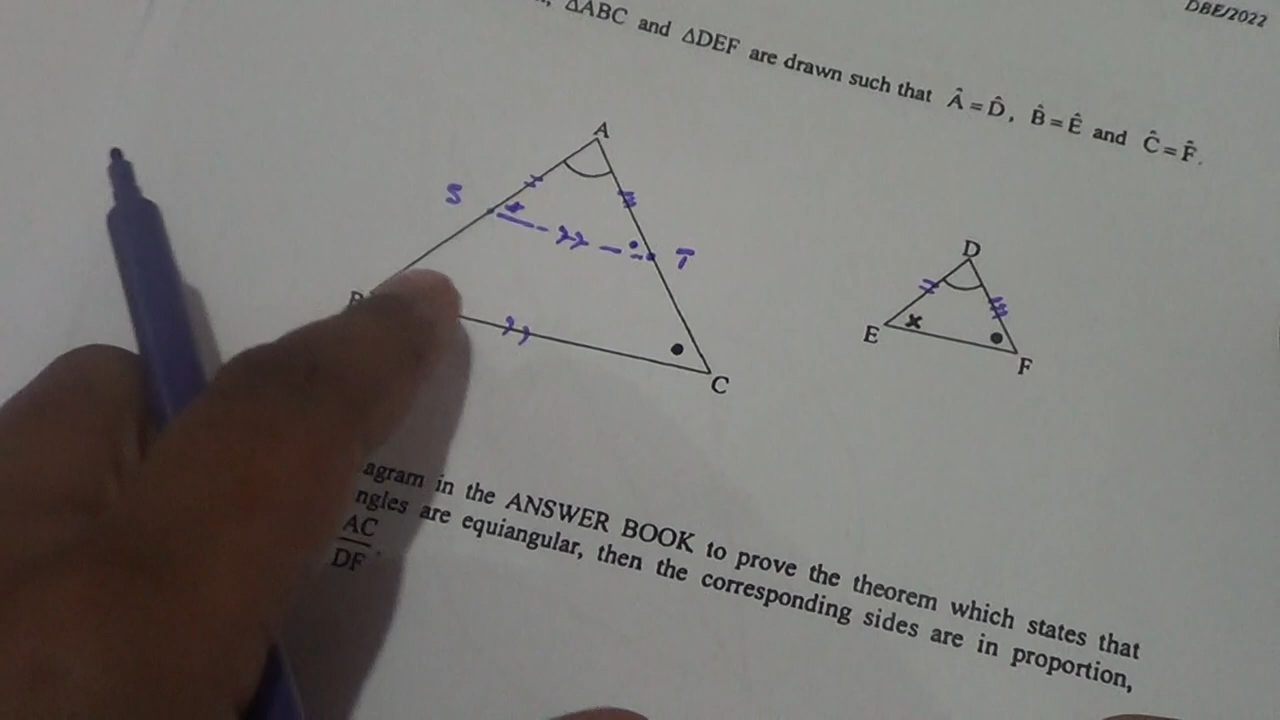 DBE/2022
ΔABC and ΔDEF are drawn such that Â = D̂, B̂ = Ê and Ĉ = F̂.
A
S
T
B
C
D
E
F
agram in the ANSWER BOOK to prove the theorem which states that
ngles are equiangular, then the corresponding sides are in proportion,
AC
DF